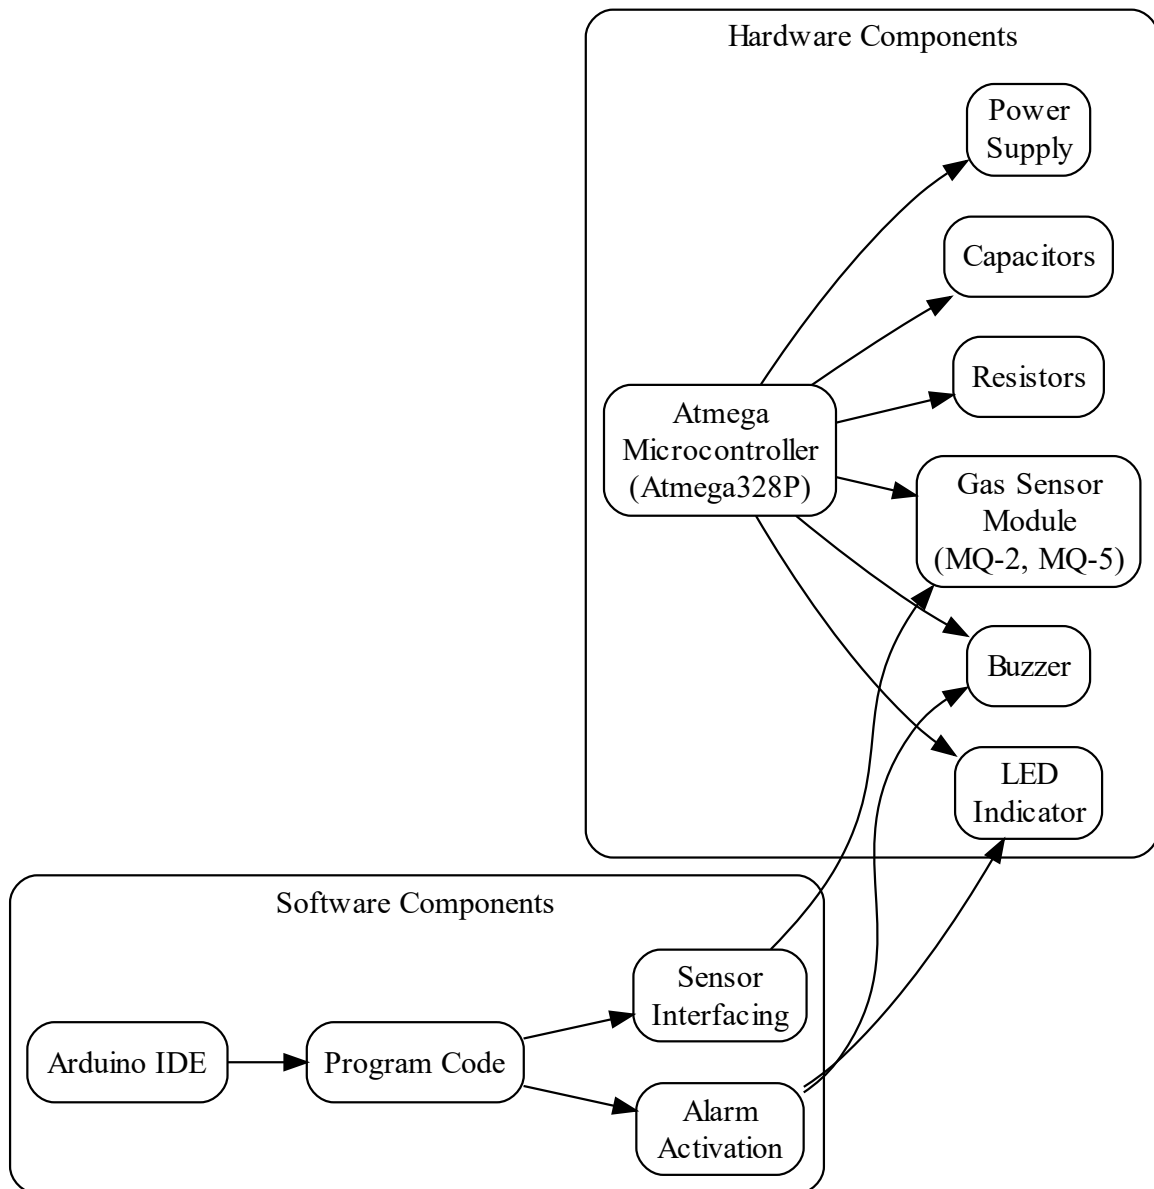 Hardware Components
Power
Supply
Capacitors
Resistors
Atmega
Microcontroller
(Atmega328P)
Gas Sensor
Module
(MQ-2, MQ-5)
Buzzer
LED
Indicator
Software Components
Sensor
Interfacing
Arduino IDE
Program Code
Alarm
Activation